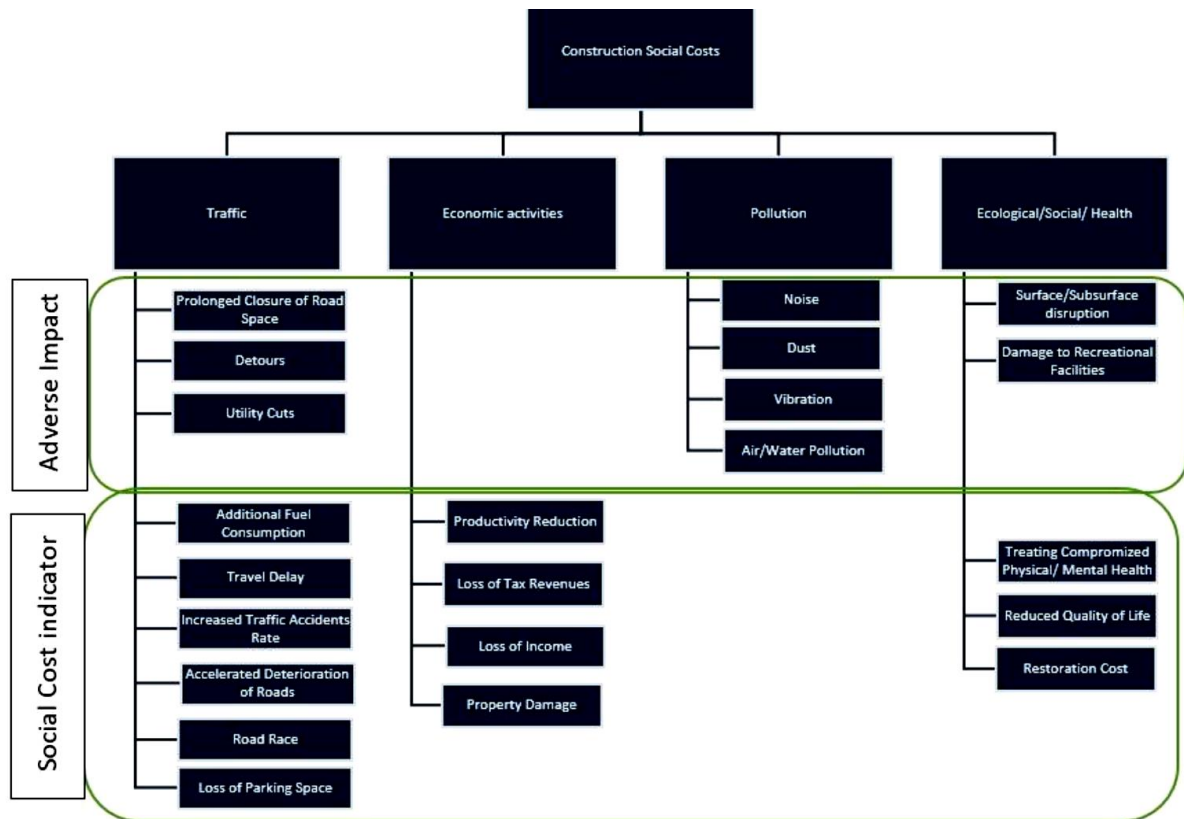 Construction Social Costs
Traffic
Economic activities
Pollution
Ecological/Social/ Health
Adverse Impact
Prolonged Closure of Road
Space
Detours
Utility Cuts
Noise
Dust
Vibration
Air/Water Pollution
Surface/Subsurface
disruption
Damage to Recreational
Facilities
Social Cost indicator
Additional Fuel
Consumption
Travel Delay
Increased Traffic Accidents
Rate
Accelerated Deterioration
of Roads
Road Race
Loss of Parking Space
Productivity Reduction
Loss of Tax Revenues
Loss of Income
Property Damage
Treating Compromized
Physical/ Mental Health
Reduced Quality of Life
Restoration Cost